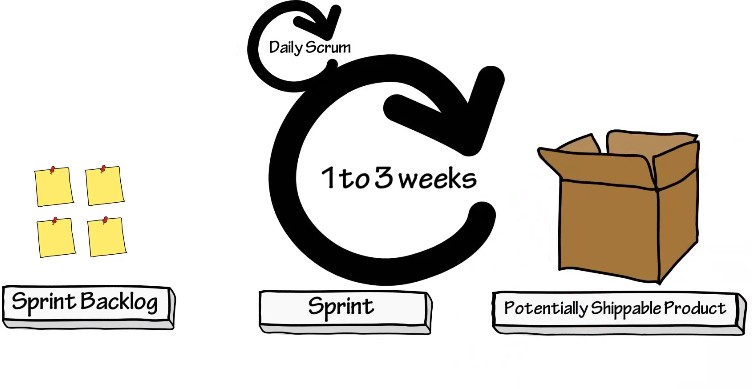 Daily Scrum
1 to 3 weeks
Sprint Backlog
Sprint
Potentially Shippable Product